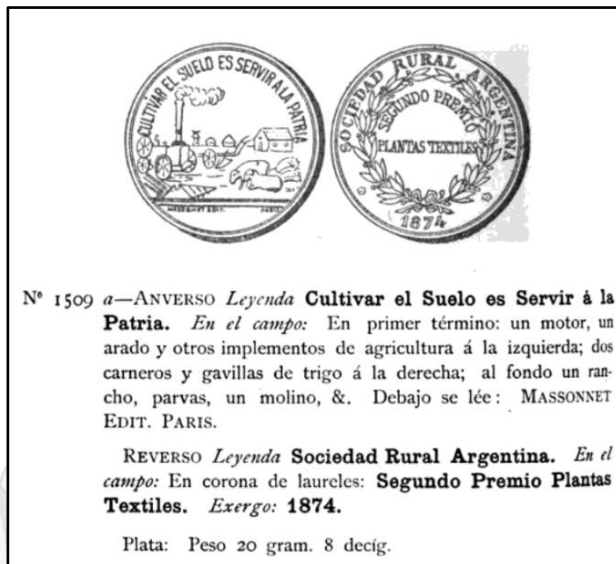 CULTIVAR EL SUELO ES SERVIR A LA PATRIA
MASSONNET EDIT. PARIS.
SOCIEDAD RURAL ARGENTINA
SEGUNDO PREMIO
PLANTAS TEXTILES
1874
Nº 1509 a—ANVERSO Leyenda Cultivar el Suelo es Servir á la
Patria. En el campo: En primer término: un motor, un
arado y otros implementos de agricultura á la izquierda; dos
carneros y gavillas de trigo á la derecha; al fondo un ran-
cho, parvas, un molino, &. Debajo se lée: MASSONNET
EDIT. PARIS.
REVERSO Leyenda Sociedad Rural Argentina. En el
campo: En corona de laureles: Segundo Premio Plantas
Textiles. Exergo: 1874.
Plata: Peso 20 gram. 8 decíg.